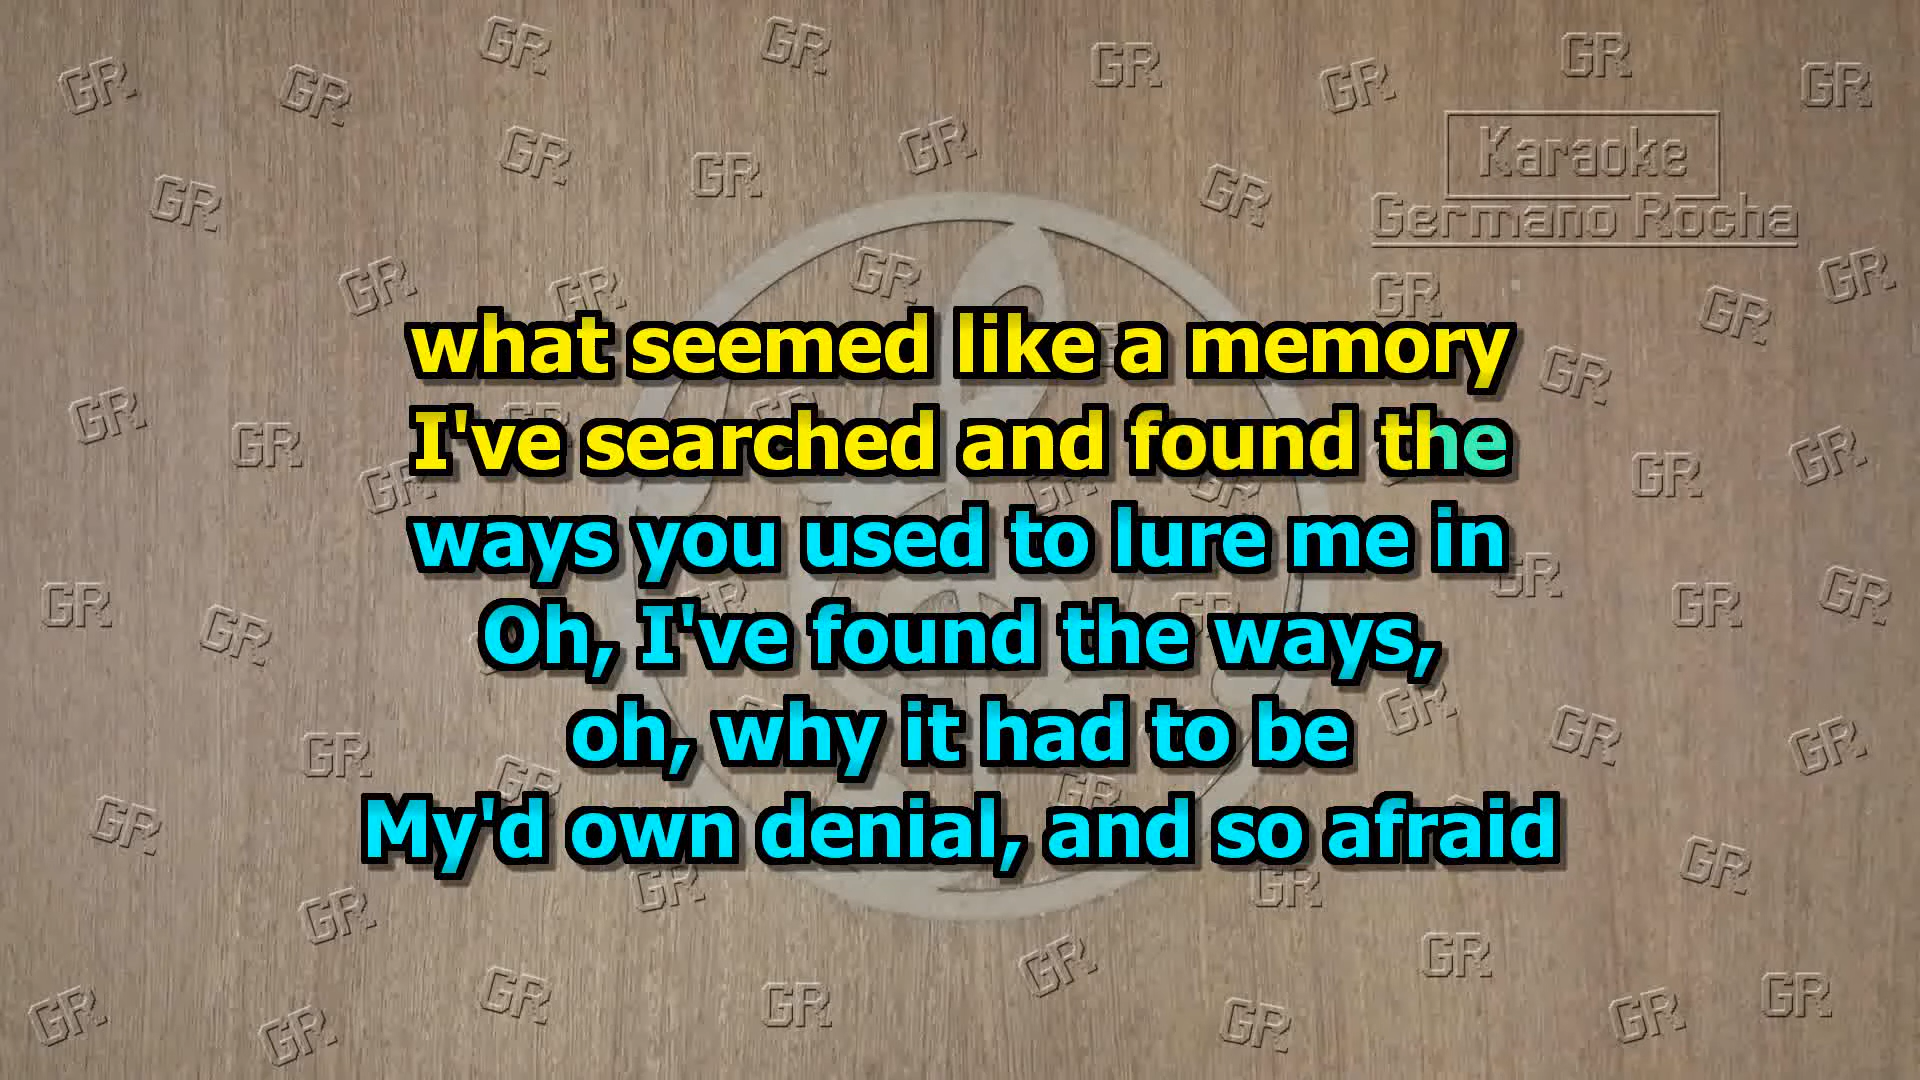 Karaoke
Germano Rocha
what seemed like a memory
I've searched and found the
ways you used to lure me in
Oh, I've found the ways,
oh, why it had to be
My'd own denial, and so afraid
GR